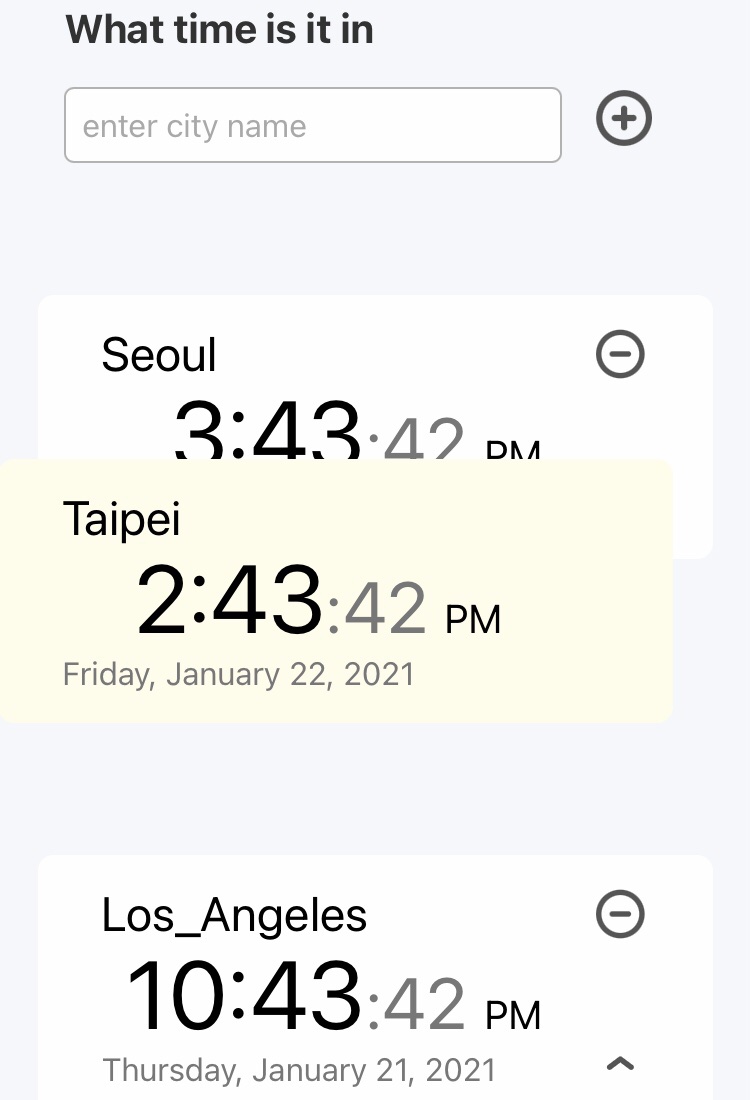 What time is it in
enter city name
Seoul
3:43:42 PM
Taipei
2:43:42 PM
Friday, January 22, 2021
Los_Angeles
10:43:42 PM
Thursday, January 21, 2021